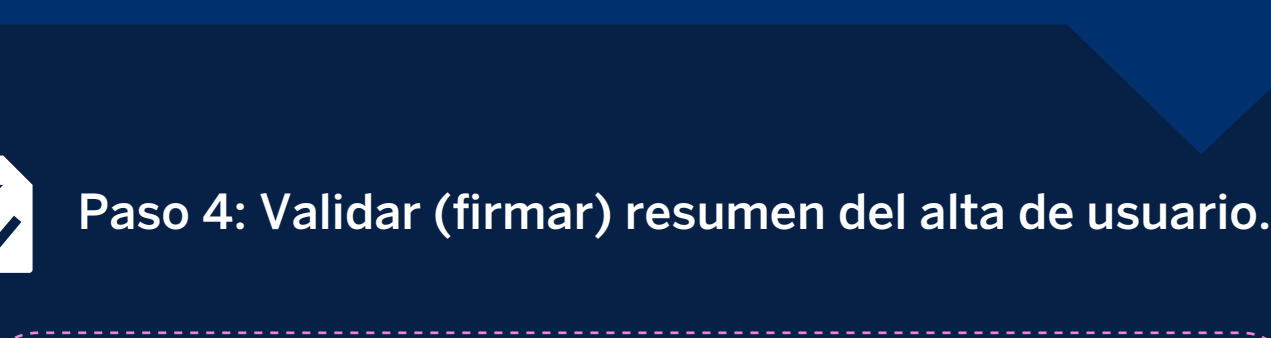 Paso 4: Validar (firmar) resumen del alta de usuario.